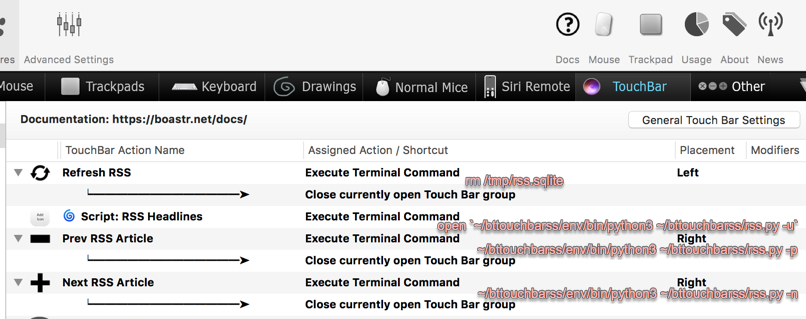 res Advanced Settings Docs Mouse Trackpad Usage About News
Mouse Trackpads Keyboard Drawings Normal Mice Siri Remote TouchBar Other
Documentation: https://boastr.net/docs/ General Touch Bar Settings
TouchBar Action Name Assigned Action / Shortcut Placement Modifiers
Refresh RSS Execute Terminal Command Left
rm /tmp/rss.sqlite
Close currently open Touch Bar group
Script: RSS Headlines Execute Terminal Command
open `~/bttouchbarss/env/bin/python3 ~/bttouchbarss/rss.py -u`
Prev RSS Article Execute Terminal Command Right
~/bttouchbarss/env/bin/python3 ~/bttouchbarss/rss.py -p
Close currently open Touch Bar group
Next RSS Article Execute Terminal Command Right
~/bttouchbarss/env/bin/python3 ~/bttouchbarss/rss.py -n
Close currently open Touch Bar group